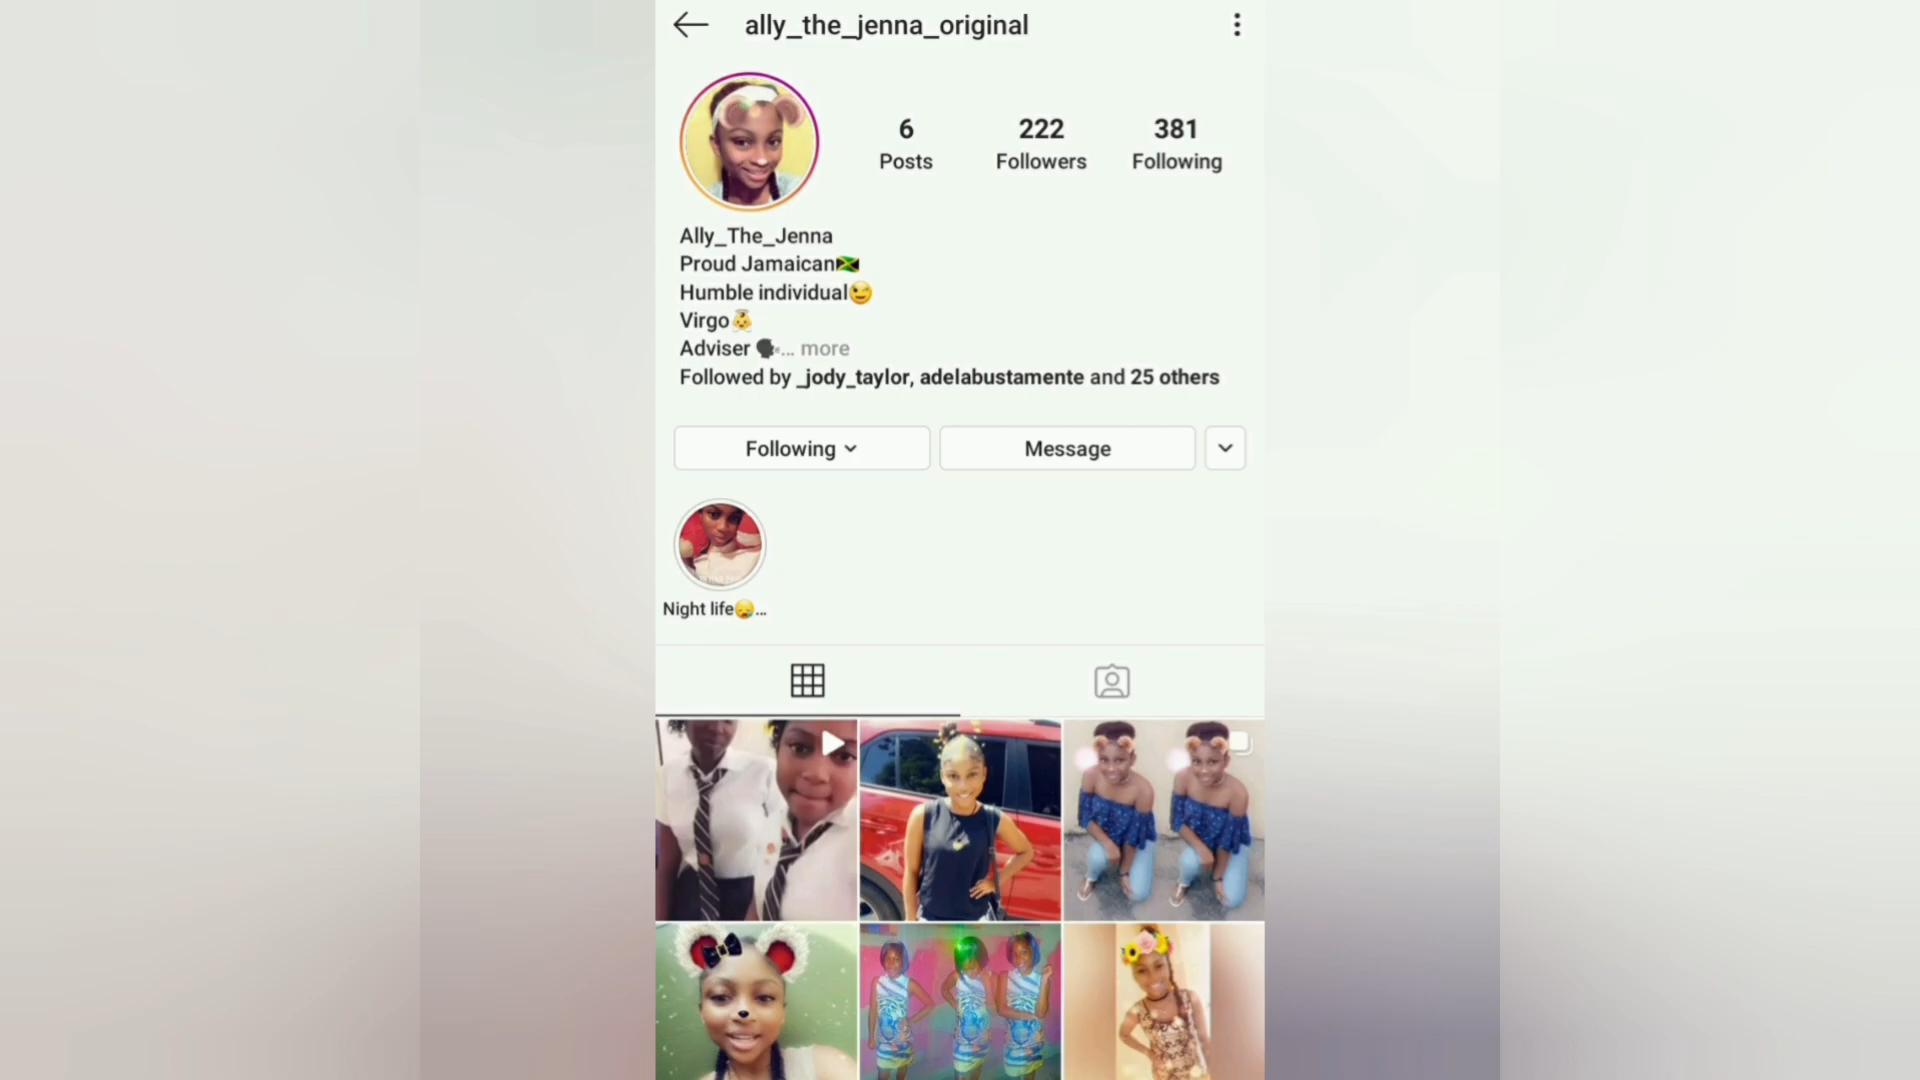 ally_the_jenna_original
6
222
381
Posts
Followers
Following
Ally_The_Jenna
Proud Jamaican🇯🇲
Humble individual😉
Virgo👼
Adviser 🗣... more
Followed by _jody_taylor, adelabustamente and 25 others
Following
Message
Night life😪...